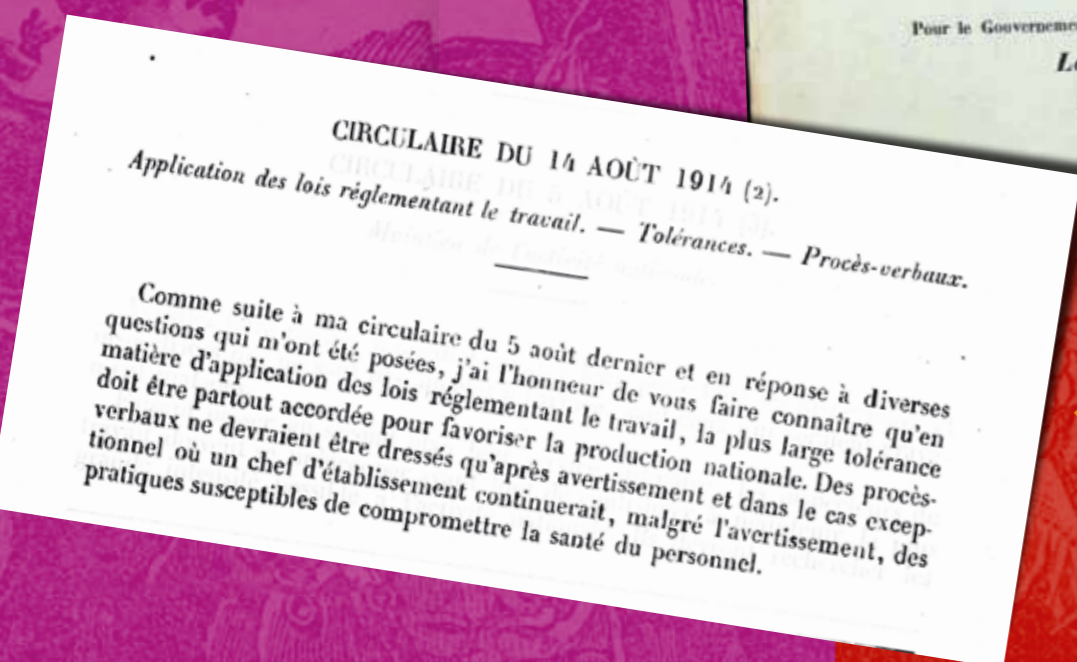 Pour le
CIRCULAIRE DU 14 AOÛT 1914 (2).
Application des lois réglementant le travail. — Tolérances. — Procès-verbaux.
Comme suite à ma circulaire du 5 août dernier et en réponse à diverses
questions qui m'ont été posées, j'ai l'honneur de vous faire connaître qu'en
matière d'application des lois réglementant le travail, la plus large tolérance
doit être partout accordée pour favoriser la production nationale. Des procès-
verbaux ne devraient être dressés qu'après avertissement et dans le cas excep-
tionnel où un chef d'établissement continuerait, malgré l'avertissement, des
pratiques susceptibles de compromettre la santé du personnel.